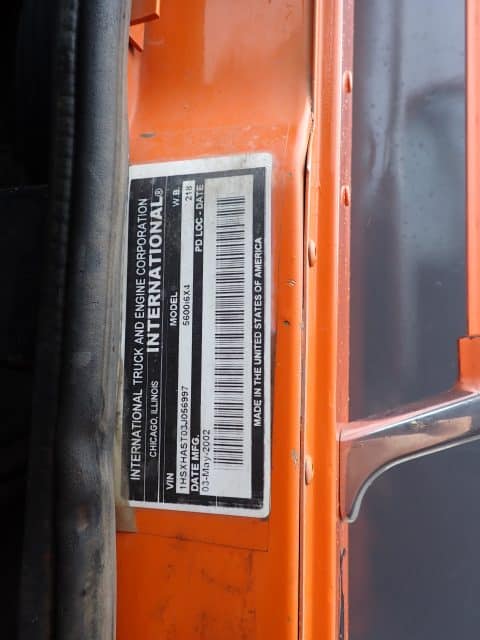 INTERNATIONAL TRUCK AND ENGINE CORPORATION
CHICAGO, ILLINOIS INTERNATIONAL®
VIN MODEL W.B.
1HSXHAST03J056997 5600i6X4 218
DATE MFG. PD LOC - DATE
03-May-2002
MADE IN THE UNITED STATES OF AMERICA